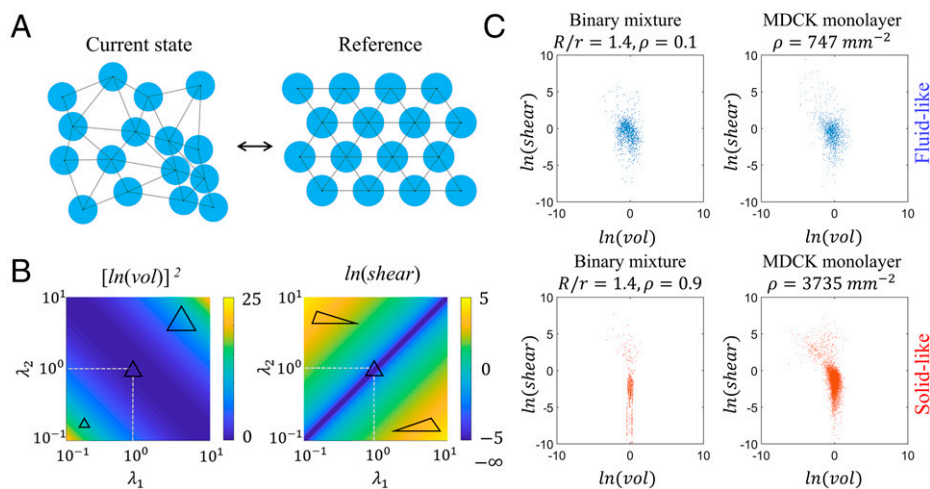 A
Current state
Reference
B
[ln(vol)]²
ln(shear)
10¹
10⁰
10⁻¹
λ₂
10⁻¹ 10⁰ 10¹
λ₁
25
0
10¹
10⁰
10⁻¹
λ₂
10⁻¹ 10⁰ 10¹
λ₁
5
0
−5
−∞
C
Binary mixture
R/r = 1.4, ρ = 0.1
10
5
0
-5
-10
ln(shear)
-10 0 10
ln(vol)
MDCK monolayer
ρ = 747 mm⁻²
10
5
0
-5
-10
ln(shear)
-10 0 10
ln(vol)
Fluid-like
Binary mixture
R/r = 1.4, ρ = 0.9
10
5
0
-5
-10
ln(shear)
-10 0 10
ln(vol)
MDCK monolayer
ρ = 3735 mm⁻²
10
5
0
-5
-10
ln(shear)
-10 0 10
ln(vol)
Solid-like